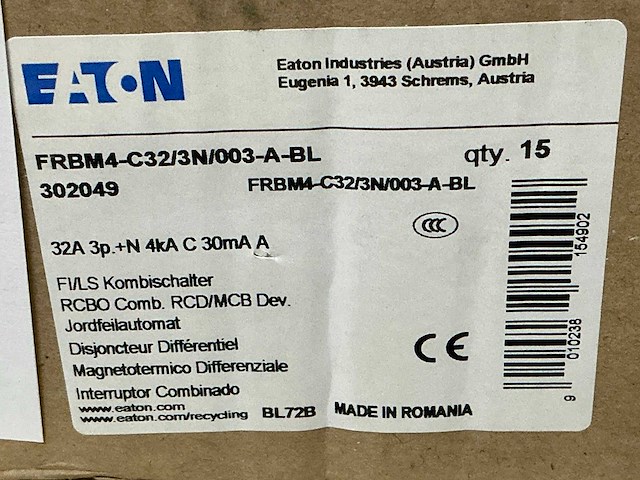 EATON
Eaton Industries (Austria) GmbH
Eugenia 1, 3943 Schrems, Austria
FRBM4-C32/3N/003-A-BL
qty. 15
302049
FRBM4-C32/3N/003-A-BL
CCC
32A 3p.+N 4kA C 30mA A
FI/LS Kombischalter
RCBO Comb. RCD/MCB Dev.
Jordfeilautomat
Disjoncteur Différentiel
Magnetotermico Differenziale
Interruptor Combinado
www.eaton.com
www.eaton.com/recycling
BL72B
MADE IN ROMANIA
CE
9 010238 154902